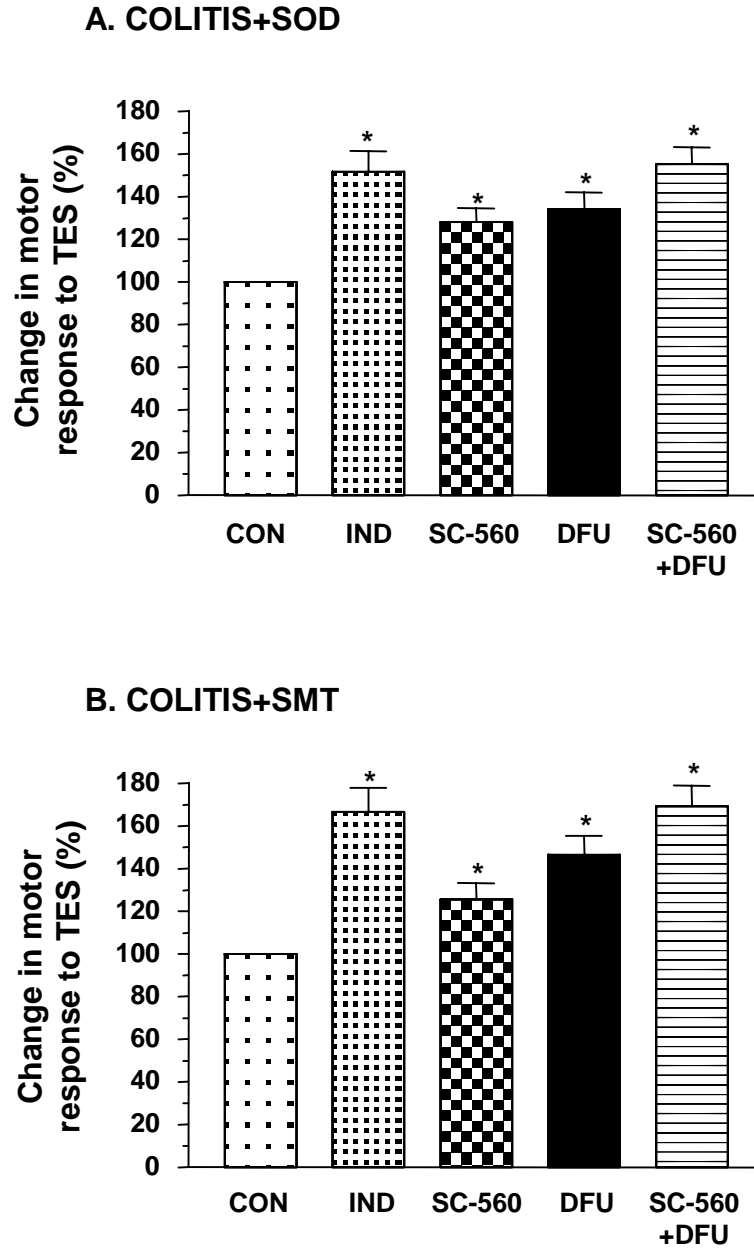 A. COLITIS+SOD
Change in motor
response to TES (%)
180
160
140
120
100
80
60
40
20
0
*
*
*
*
CON
IND
SC-560
DFU
SC-560
+DFU
B. COLITIS+SMT
Change in motor
response to TES (%)
180
160
140
120
100
80
60
40
20
0
*
*
*
*
CON
IND
SC-560
DFU
SC-560
+DFU